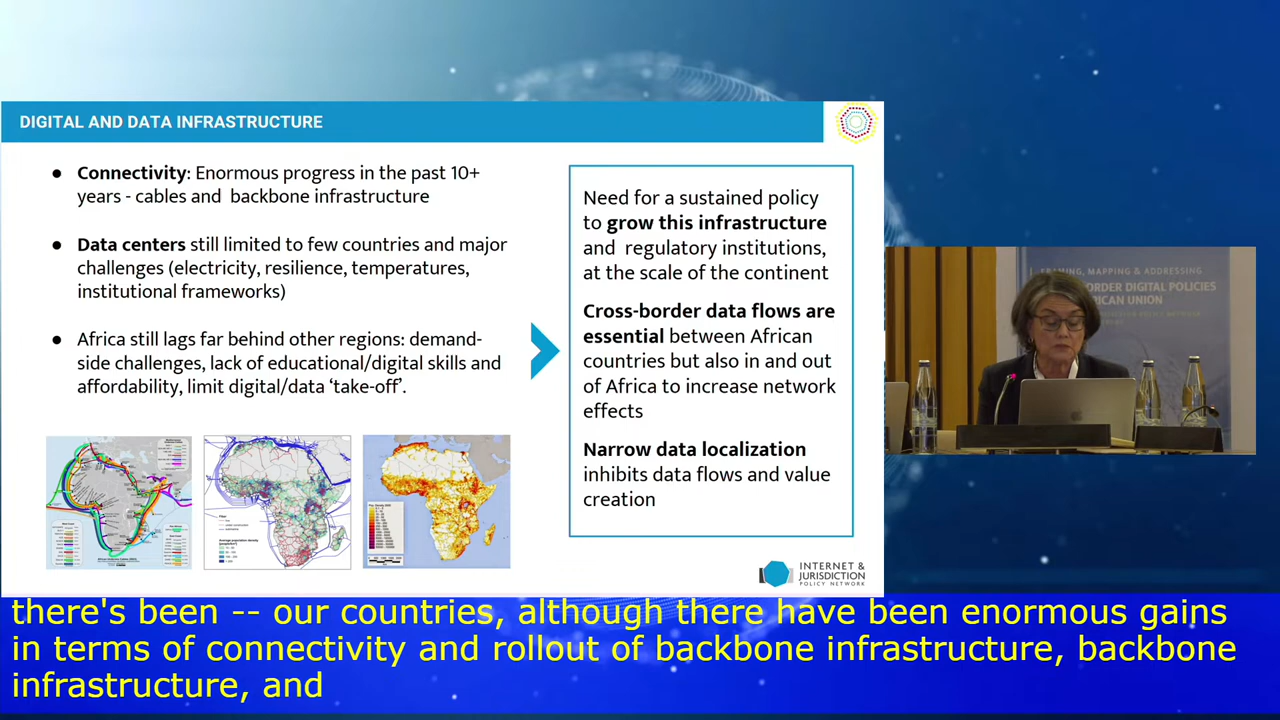 DIGITAL AND DATA INFRASTRUCTURE
● Connectivity: Enormous progress in the past 10+
years - cables and backbone infrastructure
● Data centers still limited to few countries and major
challenges (electricity, resilience, temperatures,
institutional frameworks)
● Africa still lags far behind other regions: demand-
side challenges, lack of educational/digital skills and
affordability, limit digital/data ‘take-off’.
Need for a sustained policy
to grow this infrastructure
and regulatory institutions,
at the scale of the continent
Cross-border data flows are
essential between African
countries but also in and out
of Africa to increase network
effects
Narrow data localization
inhibits data flows and value
creation
INTERNET &
JURISDICTION
POLICY NETWORK
FRAMING, MAPPING & ADDRESSING
BORDER DIGITAL POLICIES
UNION
there's been -- our countries, although there have been enormous gains
in terms of connectivity and rollout of backbone infrastructure, backbone
infrastructure, and